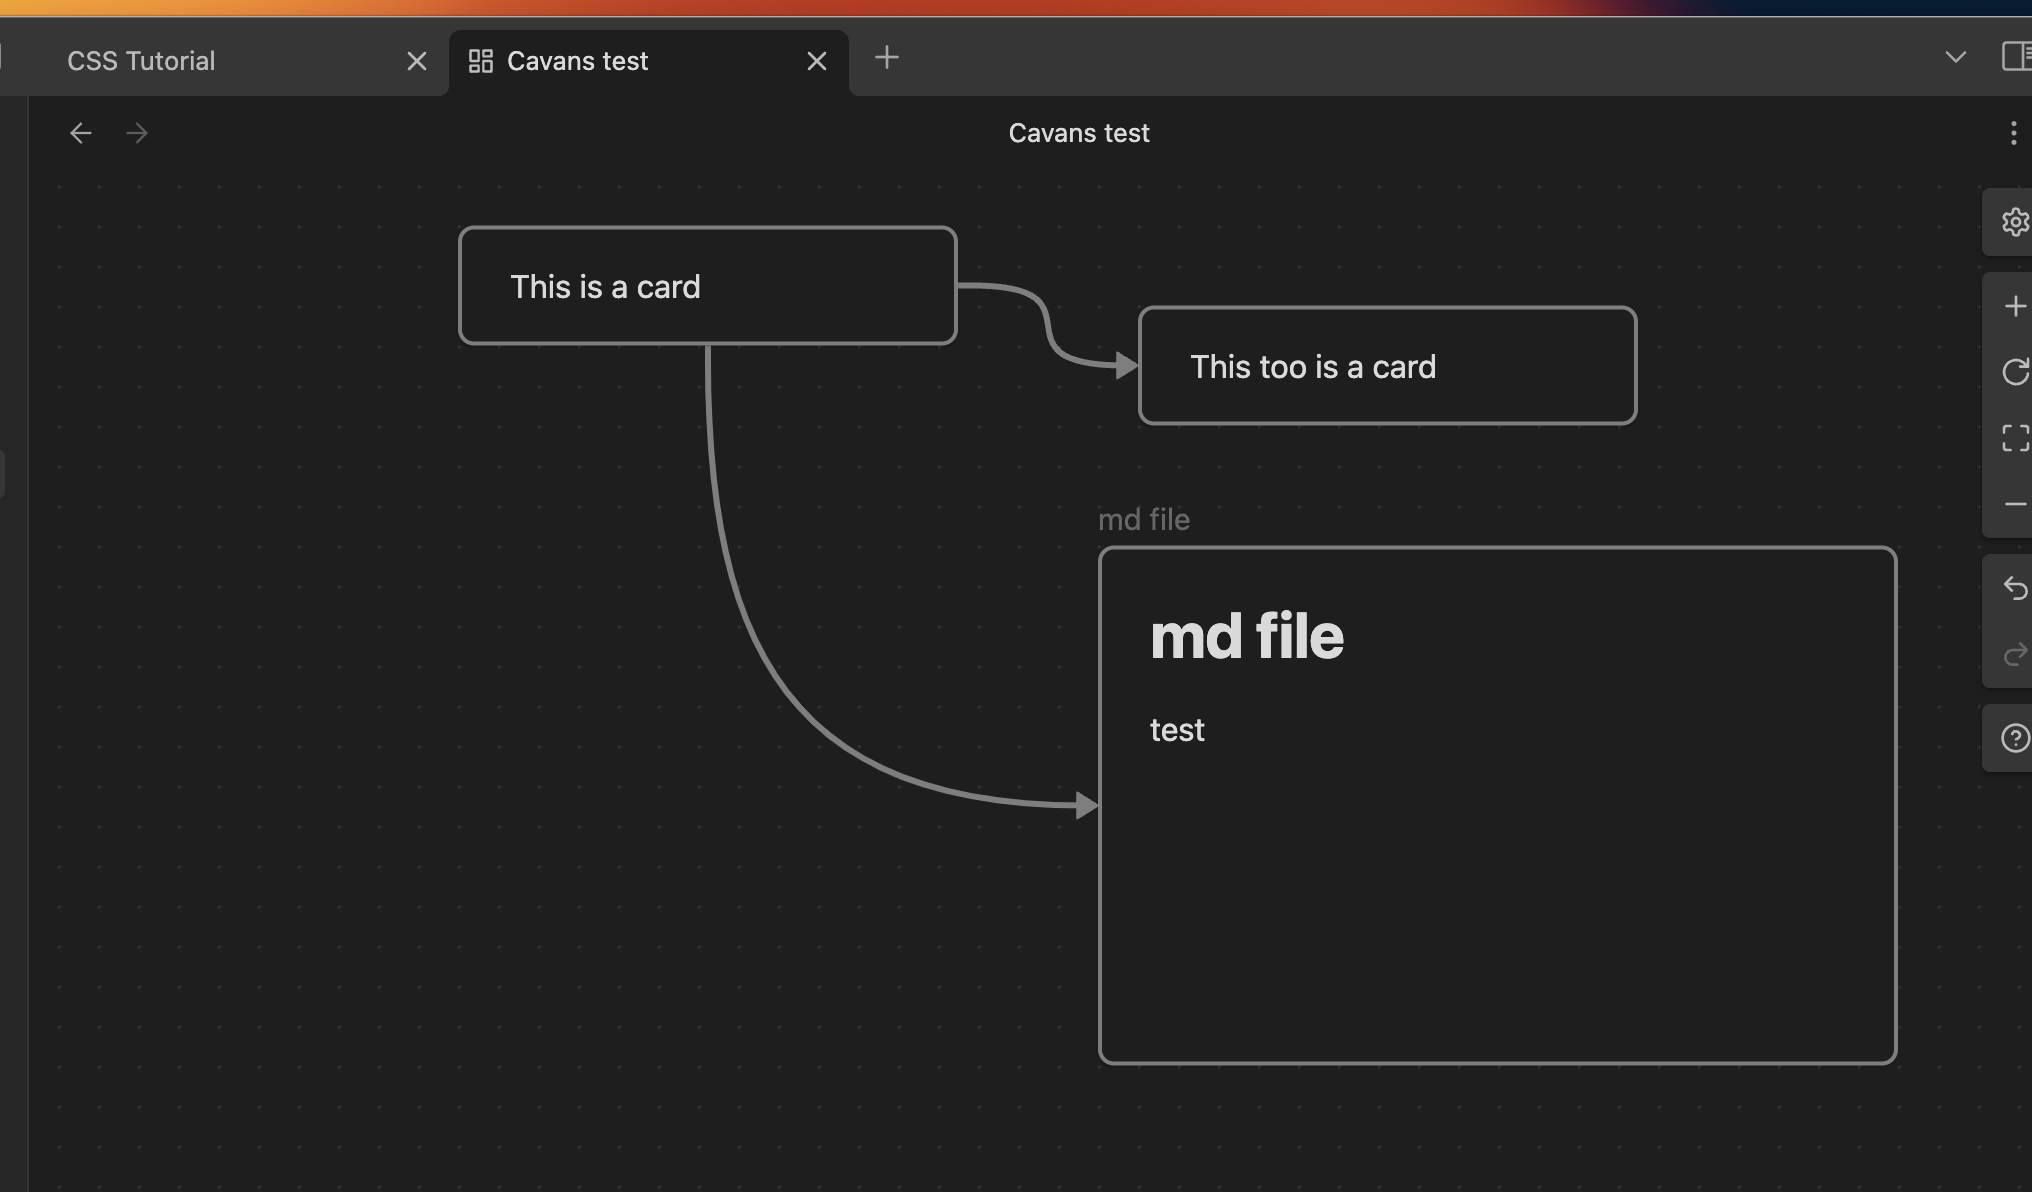 CSS Tutorial
Cavans test
Cavans test
This is a card
This too is a card
md file
md file
test